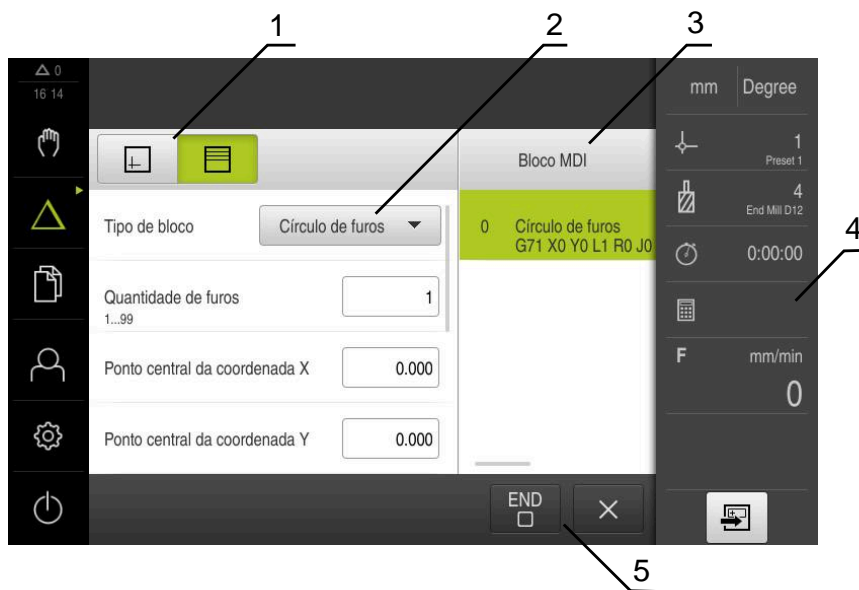 1
2
3
0
16 14
mm Degree
1
Preset 1
Bloco MDI
4
End Mill D12
Tipo de bloco
Círculo de furos
0 Círculo de furos
G71 X0 Y0 L1 R0 J0
0:00:00
4
Quantidade de furos
1...99
1
Ponto central da coordenada X
0.000
F mm/min
0
Ponto central da coordenada Y
0.000
END
5